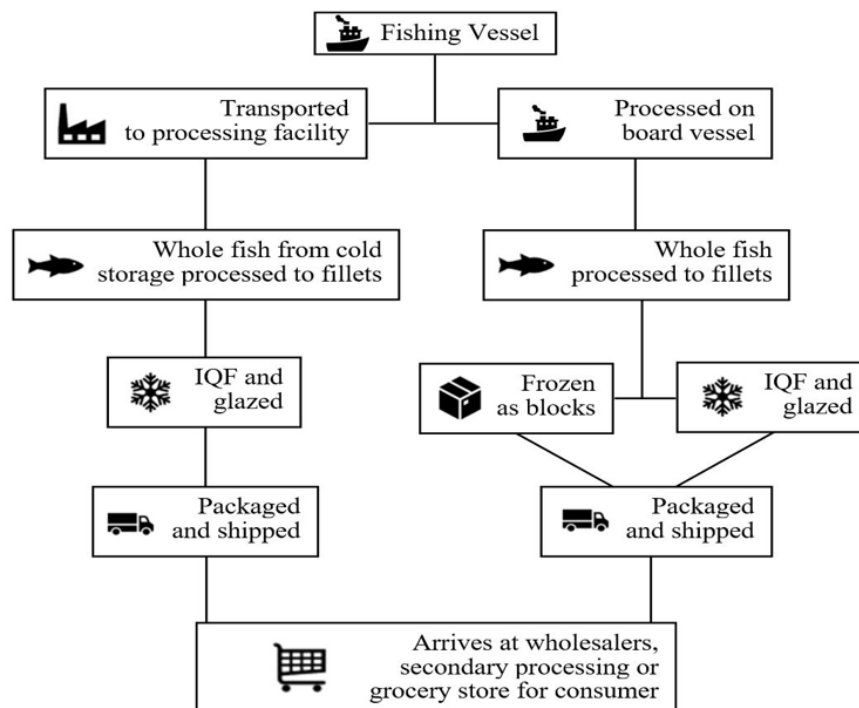 Fishing Vessel
Transported
to processing facility
Processed on
board vessel
Whole fish from cold
storage processed to fillets
Whole fish
processed to fillets
IQF and
glazed
Frozen
as blocks
IQF and
glazed
Packaged
and shipped
Packaged
and shipped
Arrives at wholesalers,
secondary processing or
grocery store for consumer